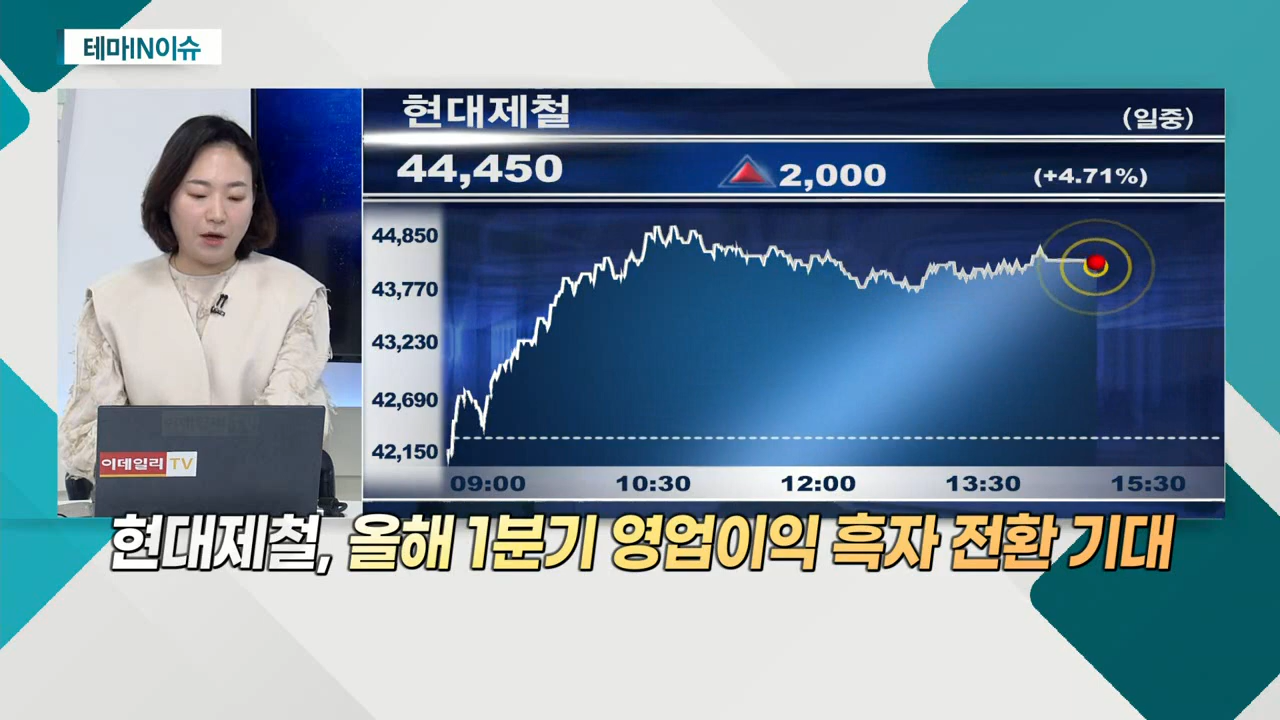 테마IN이슈
현대제철
(일중)
44,450 2,000 (+4.71%)
44,850
43,770
43,230
42,690
42,150
09:00 10:30 12:00 13:30 15:30
이데일리TV
현대제철, 올해 1분기 영업이익 흑자 전환 기대